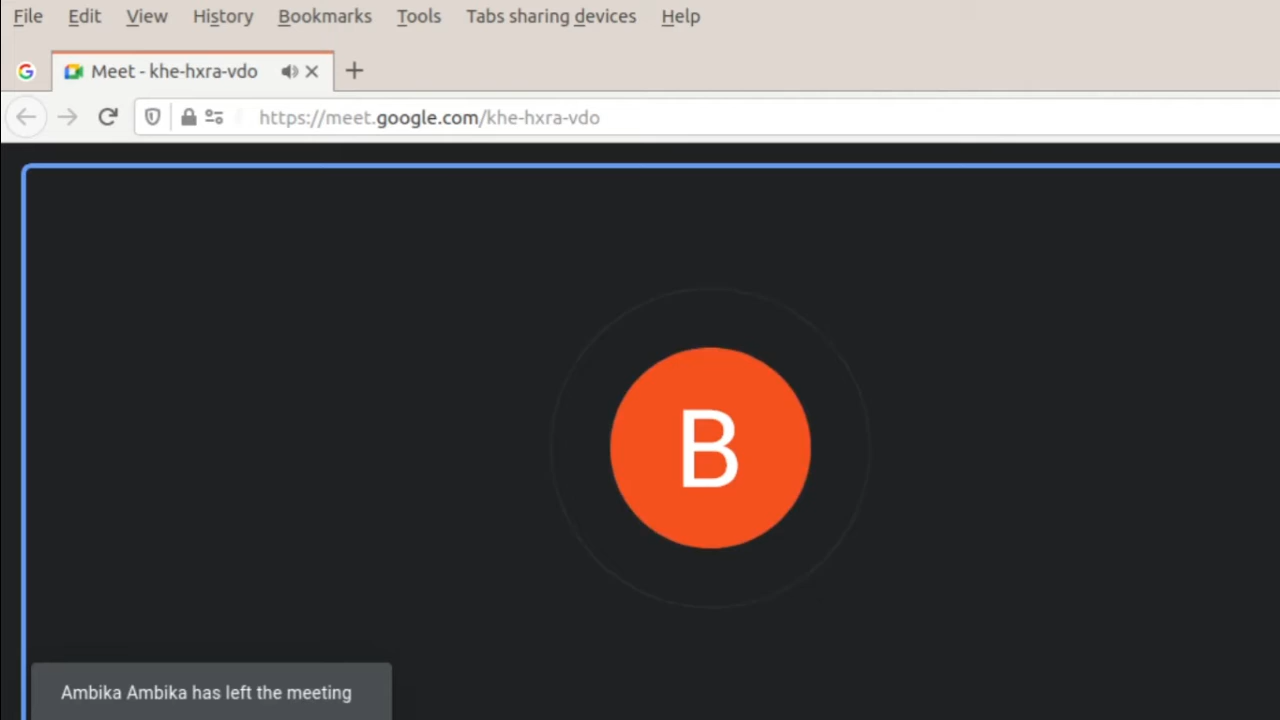 File Edit View History Bookmarks Tools Tabs sharing devices Help
G Meet - khe-hxra-vdo
https://meet.google.com/khe-hxra-vdo
B
Ambika Ambika has left the meeting